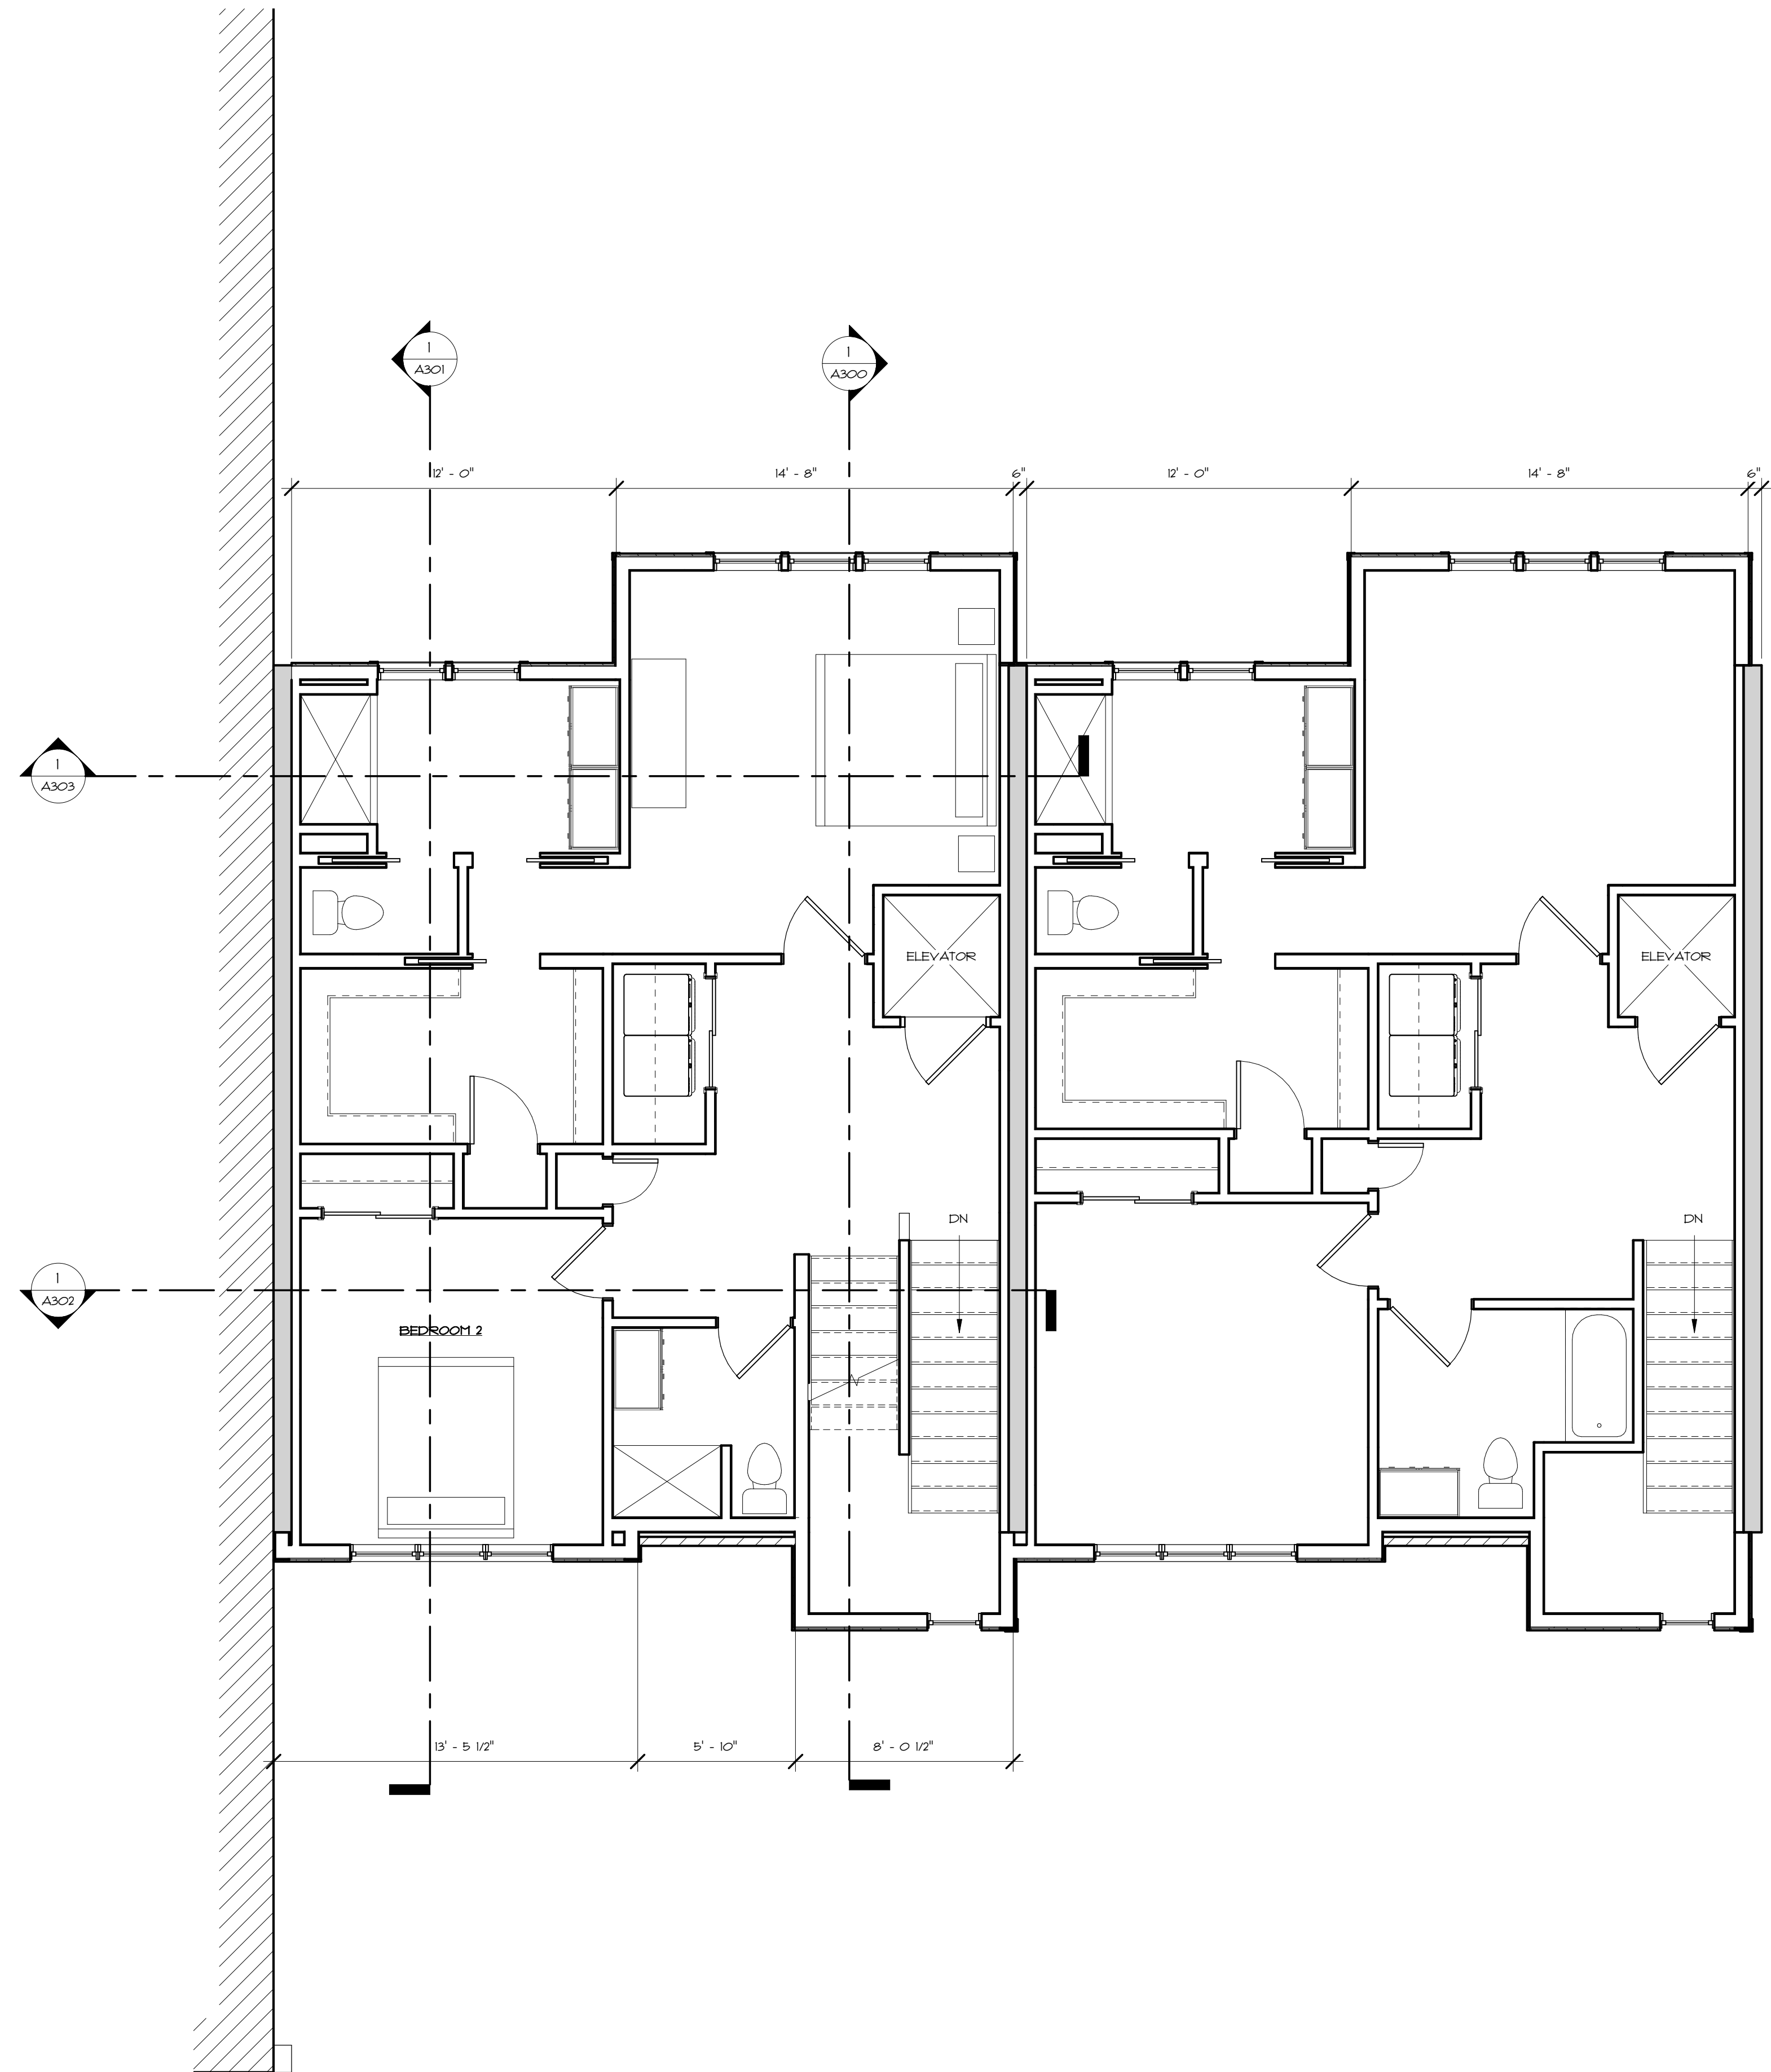 1
A301
1
A300
12' - 0"
14' - 8"
6"
12' - 0"
14' - 8"
6"
1
A303
ELEVATOR
ELEVATOR
DN
DN
1
A302
BEDROOM 2
13' - 5 1/2"
5' - 10"
8' - 0 1/2"